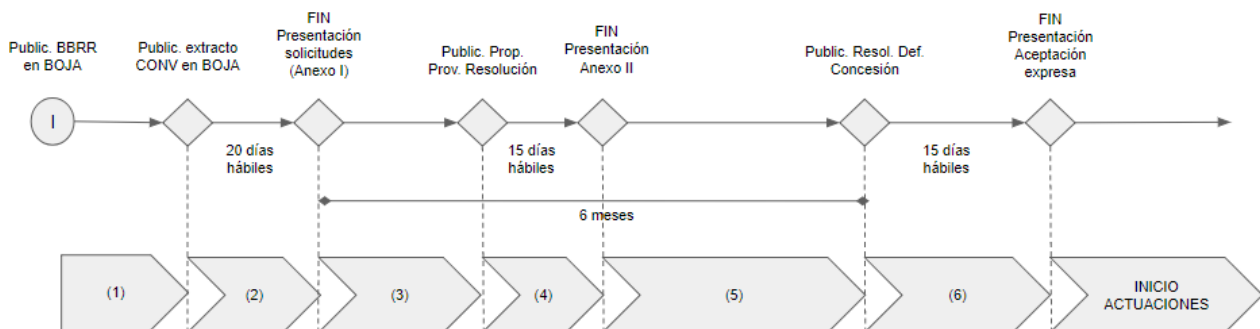 Public. BBRR
en BOJA
Public. extracto
CONV en BOJA
FIN
Presentación
solicitudes
(Anexo I)
Public. Prop.
Prov. Resolución
FIN
Presentación
Anexo II
Public. Resol. Def.
Concesión
FIN
Presentación
Aceptación
expresa
I
20 días
hábiles
15 días
hábiles
15 días
hábiles
6 meses
(1)
(2)
(3)
(4)
(5)
(6)
INICIO
ACTUACIONES